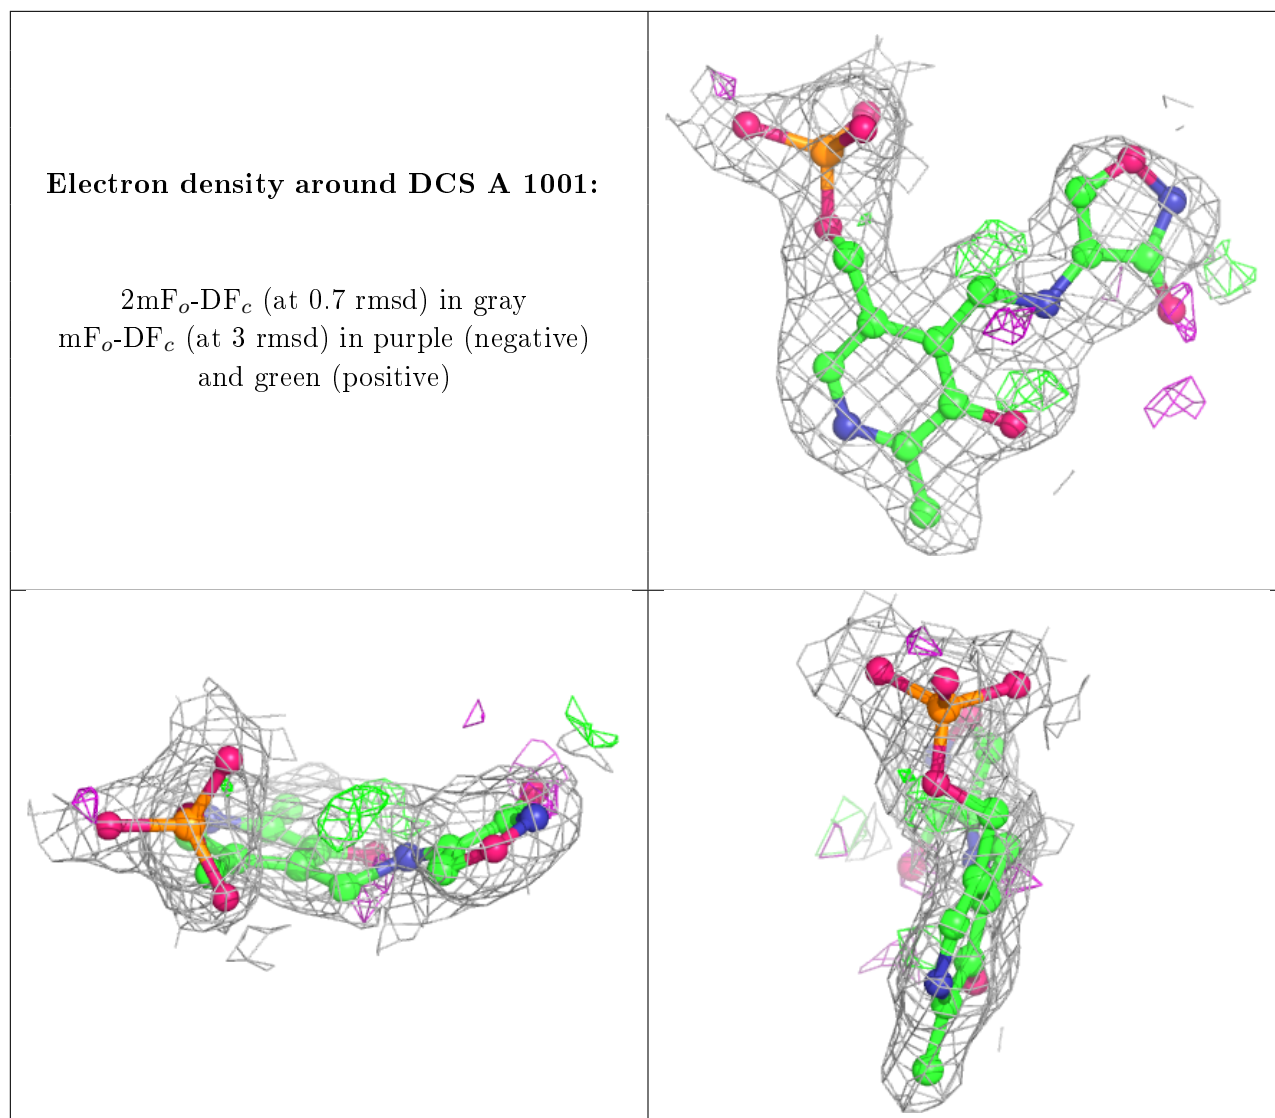 Electron density around DCS A 1001:
2mFo-DFc (at 0.7 rmsd) in gray
mFo-DFc (at 3 rmsd) in purple (negative)
and green (positive)